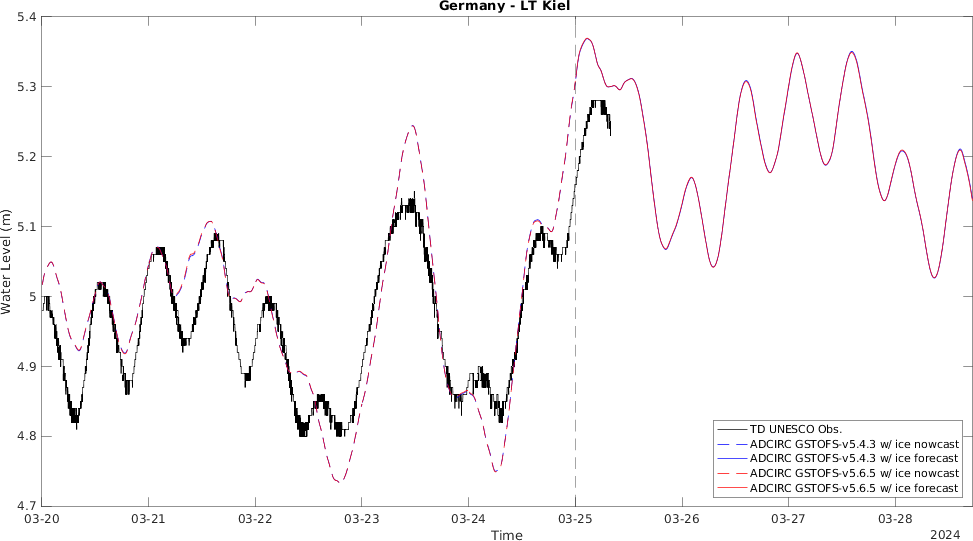 Germany - LT Kiel
5.4
5.3
5.2
5.1
5
4.9
4.8
4.7
Water Level (m)
03-20 03-21 03-22 03-23 03-24 03-25 03-26 03-27 03-28
Time
2024
TD UNESCO Obs.
ADCIRC GSTOFS-v5.4.3 w/ ice nowcast
ADCIRC GSTOFS-v5.4.3 w/ ice forecast
ADCIRC GSTOFS-v5.6.5 w/ ice nowcast
ADCIRC GSTOFS-v5.6.5 w/ ice forecast